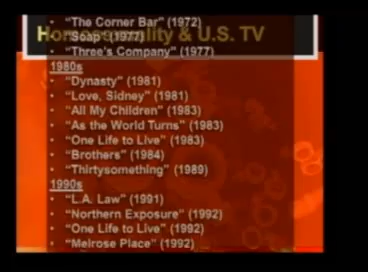 • "The Corner Bar" (1972)
Homosexuality & U.S. TV
• "Soap" (1977)
• "Three's Company" (1977)
1980s
• "Dynasty" (1981)
• "Love, Sidney" (1981)
• "All My Children" (1983)
• "As the World Turns" (1983)
• "One Life to Live" (1983)
• "Brothers" (1984)
• "Thirtysomething" (1989)
1990s
• "L.A. Law" (1991)
• "Northern Exposure" (1992)
• "One Life to Live" (1992)
• "Melrose Place" (1992)